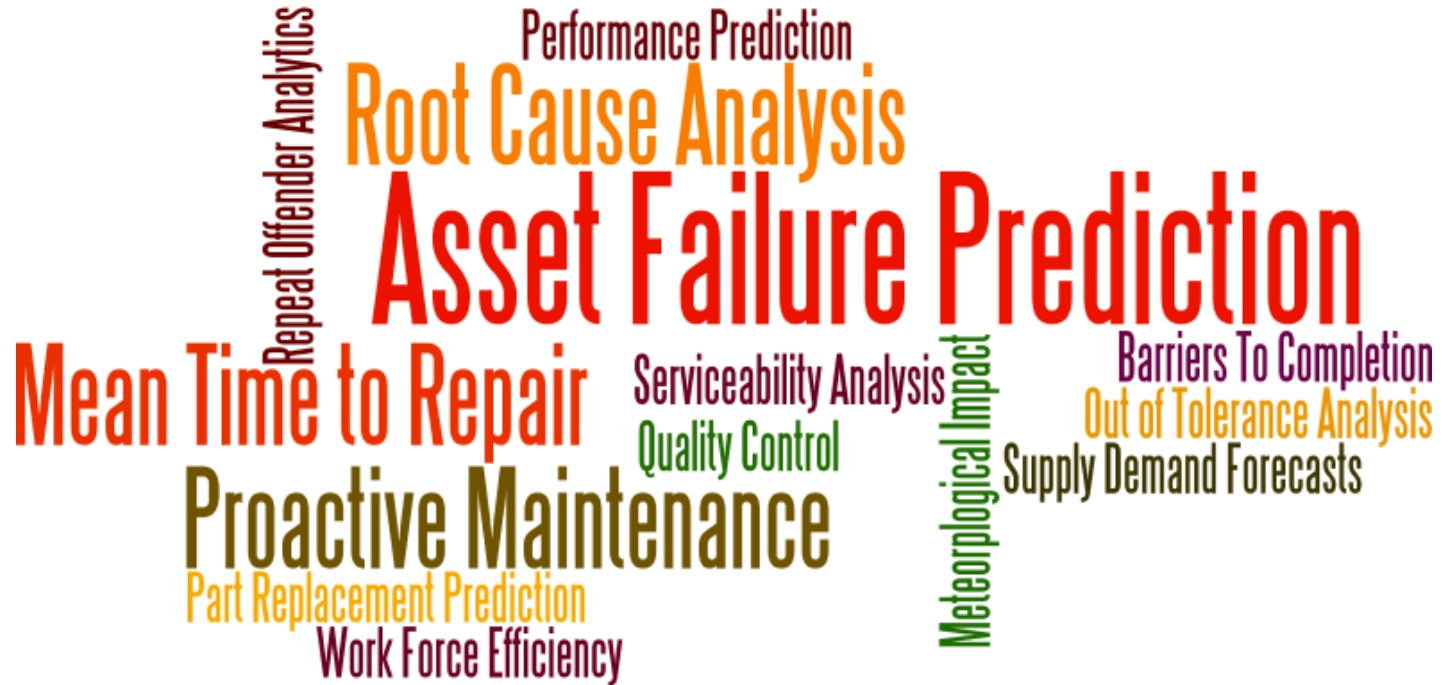 Performance Prediction
Repeat Offender Analytics
Root Cause Analysis
Asset Failure Prediction
Mean Time to Repair
Serviceability Analysis
Meteorplogical Impact
Barriers To Completion
Out of Tolerance Analysis
Quality Control
Supply Demand Forecasts
Proactive Maintenance
Part Replacement Prediction
Work Force Efficiency